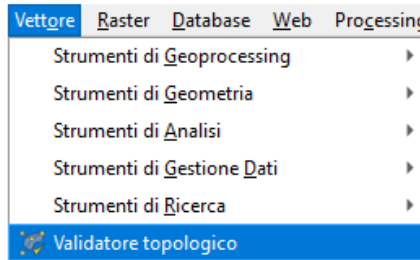 Vettore Raster Database Web Processing
Strumenti di Geoprocessing
Strumenti di Geometria
Strumenti di Analisi
Strumenti di Gestione Dati
Strumenti di Ricerca
Validatore topologico